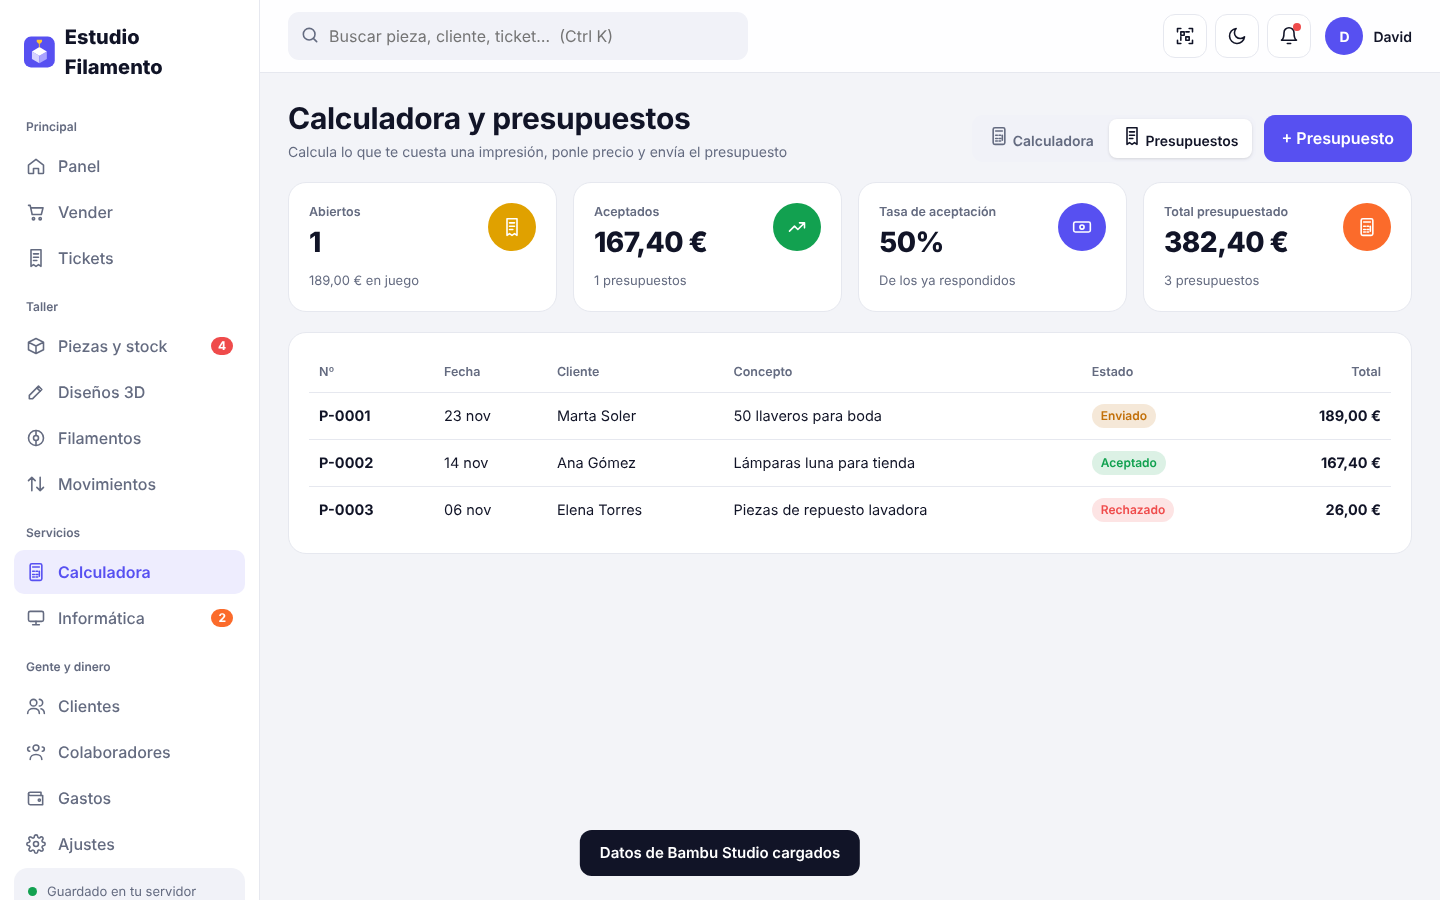 Estudio
Filamento
Buscar pieza, cliente, ticket... (Ctrl K)
D
David
Principal
Panel
Vender
Tickets
Taller
Piezas y stock
4
Diseños 3D
Filamentos
Movimientos
Servicios
Calculadora
Informática
2
Gente y dinero
Clientes
Colaboradores
Gastos
Ajustes
Guardado en tu servidor
Calculadora y presupuestos
Calcula lo que te cuesta una impresión, ponle precio y envía el presupuesto
Calculadora
Presupuestos
+ Presupuesto
Abiertos
1
189,00 € en juego
Aceptados
167,40 €
1 presupuestos
Tasa de aceptación
50%
De los ya respondidos
Total presupuestado
382,40 €
3 presupuestos
Nº Fecha Cliente Concepto Estado Total
P-0001 23 nov Marta Soler 50 llaveros para boda Enviado 189,00 €
P-0002 14 nov Ana Gómez Lámparas luna para tienda Aceptado 167,40 €
P-0003 06 nov Elena Torres Piezas de repuesto lavadora Rechazado 26,00 €
Datos de Bambu Studio cargados